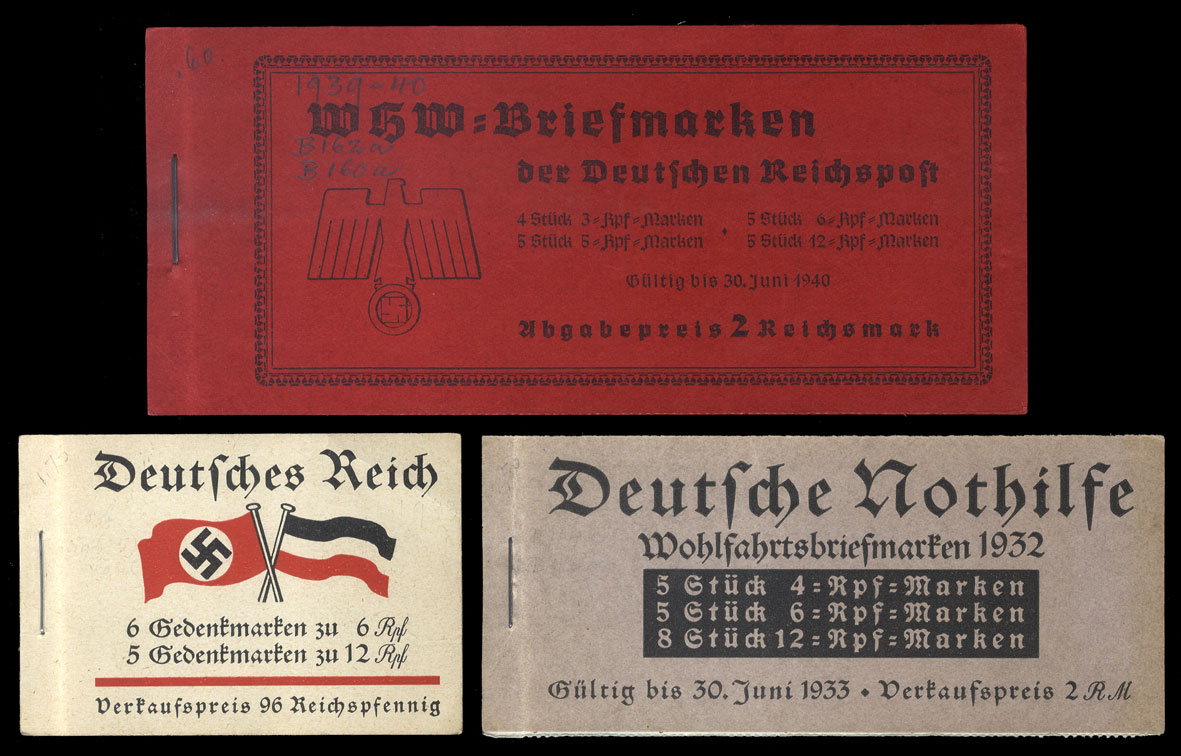 .60
1939-40
WHW=Briefmarken
B162a
der Deutſchen Reichspoſt
B160a
4 Stück 3=Rpf=Marken • 5 Stück 6=Rpf=Marken
5 Stück 5=Rpf=Marken 5 Stück 12=Rpf=Marken
Gültig bis 30. Juni 1940
Abgabepreis 2 Reichsmark
Deutſches Reich
6 Gedenkmarken zu 6 Rpf
5 Gedenkmarken zu 12 Rpf
Verkaufspreis 96 Reichspfennig
Deutſche Nothilfe
Wohlfahrtsbriefmarken 1932
5 Stück 4=Rpf=Marken
5 Stück 6=Rpf=Marken
8 Stück 12=Rpf=Marken
Gültig bis 30. Juni 1933 • Verkaufspreis 2 RM